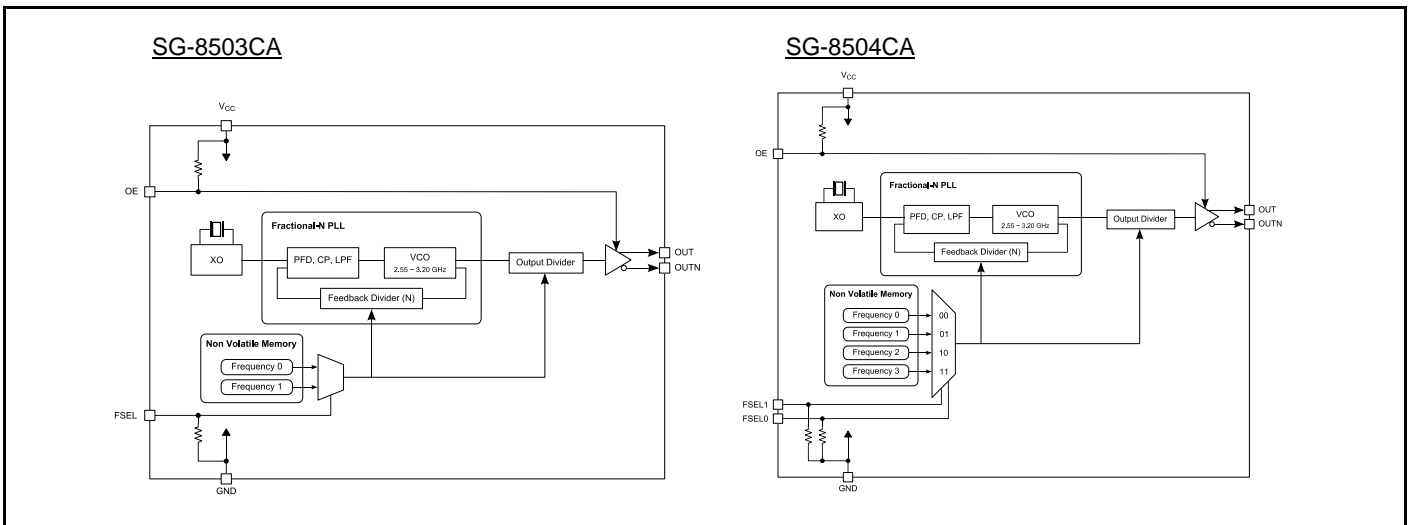 SG-8503CA
VCC
OE
Fractional-N PLL
XO
PFD, CP, LPF
VCO
2.55 ~ 3.20 GHz
Output Divider
OUT
OUTN
Feedback Divider (N)
Non Volatile Memory
Frequency 0
Frequency 1
FSEL
GND
SG-8504CA
VCC
OE
Fractional-N PLL
XO
PFD, CP, LPF
VCO
2.55 ~ 3.20 GHz
Output Divider
OUT
OUTN
Feedback Divider (N)
Non Volatile Memory
Frequency 0
00
Frequency 1
01
Frequency 2
10
Frequency 3
11
FSEL1
FSEL0
GND